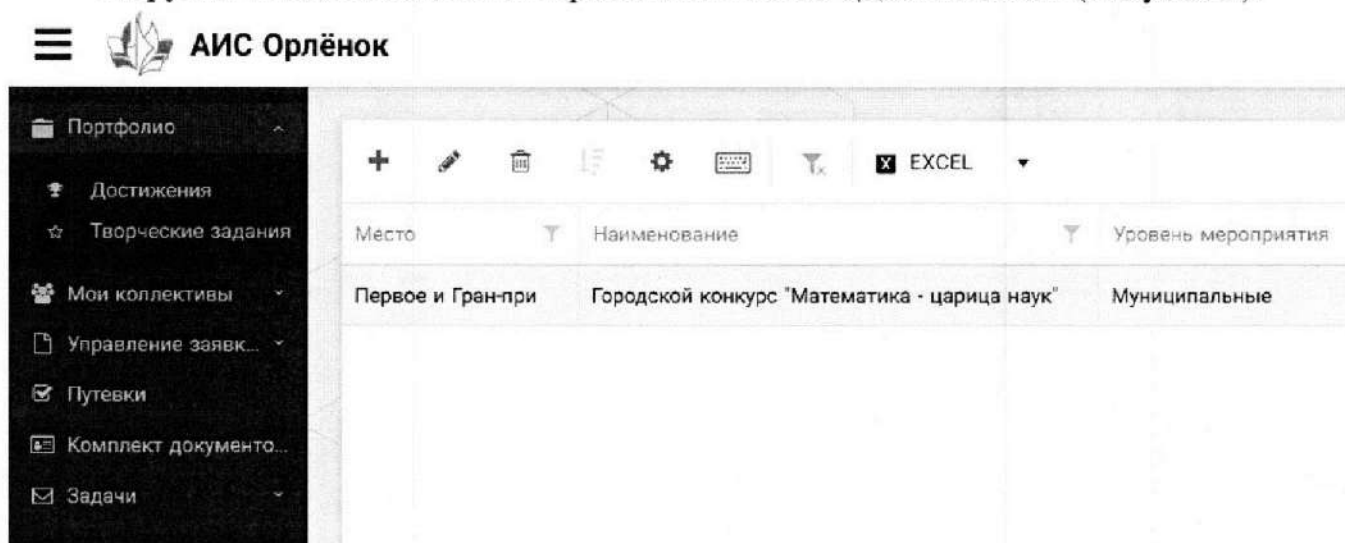 АИС Орлёнок
Портфолио
Достижения
Творческие задания
Мои коллективы
Управление заявк...
Путевки
Комплект документо...
Задачи
X EXCEL
Место Наименование Уровень мероприятия
Первое и Гран-при Городской конкурс "Математика - царица наук" Муниципальные